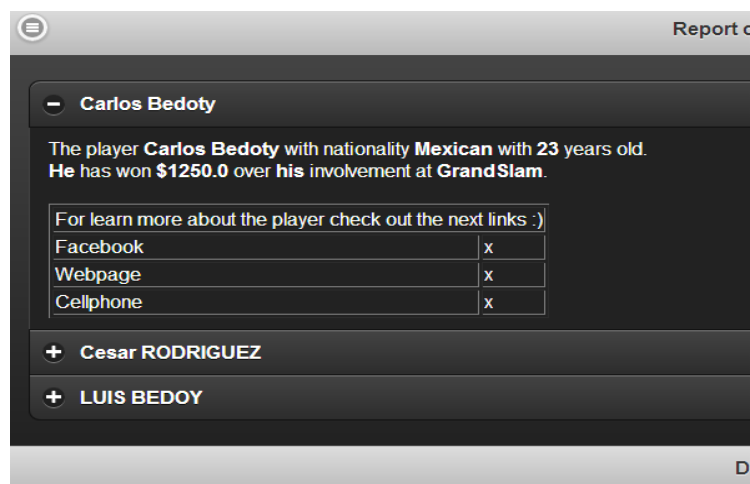 Report
Carlos Bedoty
The player Carlos Bedoty with nationality Mexican with 23 years old.
He has won $1250.0 over his involvement at GrandSlam.
For learn more about the player check out the next links :)
Facebook x
Webpage x
Cellphone x
Cesar RODRIGUEZ
LUIS BEDOY